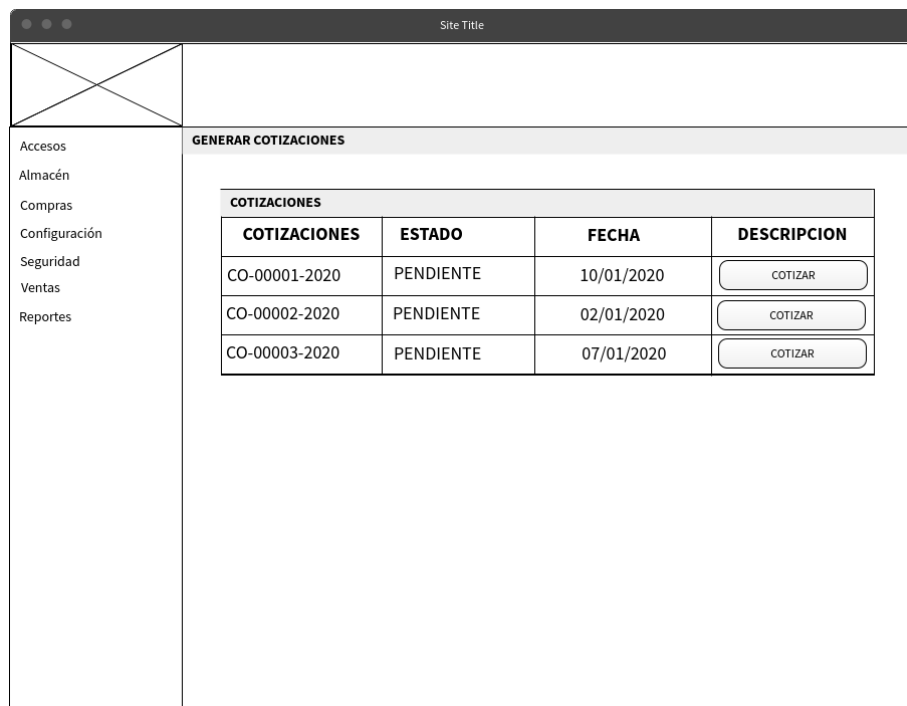 Site Title
GENERAR COTIZACIONES
Accesos
Almacén
Compras
Configuración
Seguridad
Ventas
Reportes
COTIZACIONES
COTIZACIONES ESTADO FECHA DESCRIPCION
CO-00001-2020 PENDIENTE 10/01/2020 COTIZAR
CO-00002-2020 PENDIENTE 02/01/2020 COTIZAR
CO-00003-2020 PENDIENTE 07/01/2020 COTIZAR